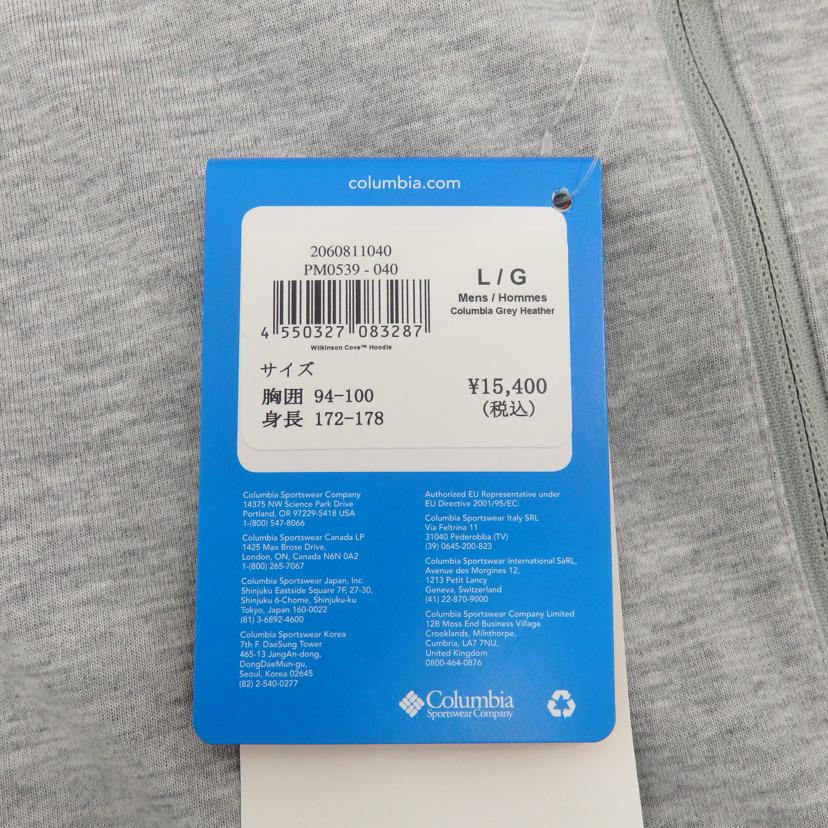 columbia.com
2060811040
PM0539 - 040
4 550327 083287
Wilkinson Cove™ Hoodie
L / G
Mens / Hommes
Columbia Grey Heather
サイズ
胸囲 94-100
身長 172-178
¥15,400
(税込)
Columbia Sportswear Company
14375 NW Science Park Drive
Portland, OR 97229-5418 USA
1-(800) 547-8066
Columbia Sportswear Canada LP
1425 Max Brose Drive,
London, ON, Canada N6N 0A2
1-(800) 265-7067
Columbia Sportswear Japan, Inc.
Shinjuku Eastside Square 7F, 27-30,
Shinjuku 6-Chome, Shinjuku-ku
Tokyo, Japan 160-0022
(81) 3-6892-4600
Columbia Sportswear Korea
7th F. DaeSung Tower
465-13 JangAn-dong,
DongDaeMun-gu,
Seoul, Korea 02645
(82) 2-540-0277
Authorized EU Representative under
EU Directive 2001/95/EC:
Columbia Sportswear Italy SRL
Via Feltrina 11
31040 Pederobba (TV)
(39) 0645-200-823
Columbia Sportswear International SàRL,
Avenue des Morgines 12,
1213 Petit Lancy
Geneva, Switzerland
(41) 22-870-9000
Columbia Sportswear Company Limited
12B Moss End Business Village
Crooklands, Milnthorpe,
Cumbria, LA7 7NU,
United Kingdom
0800-464-0876
Columbia
Sportswear Company